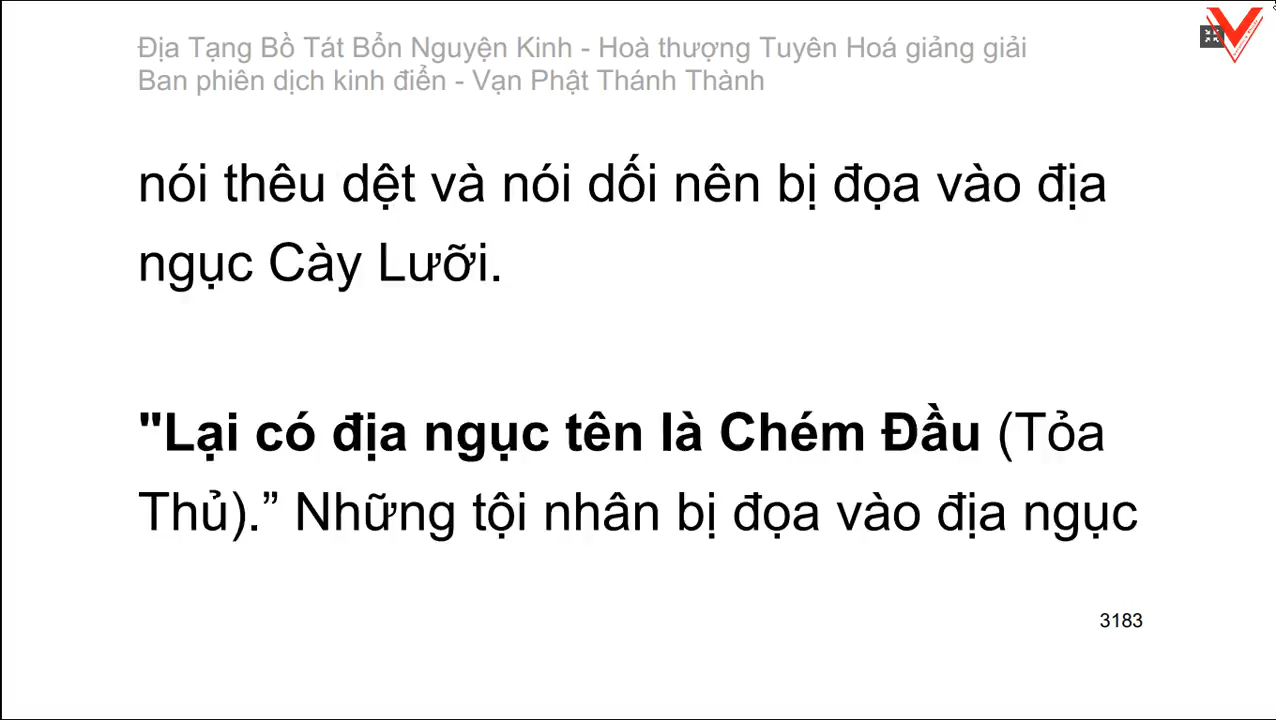 Địa Tạng Bồ Tát Bổn Nguyện Kinh - Hoà thượng Tuyên Hoá giảng giải
Ban phiên dịch kinh điển - Vạn Phật Thánh Thành
nói thêu dệt và nói dối nên bị đọa vào địa
ngục Cày Lưỡi.
"Lại có địa ngục tên là Chém Đầu (Tỏa
Thủ).” Những tội nhân bị đọa vào địa ngục
3183